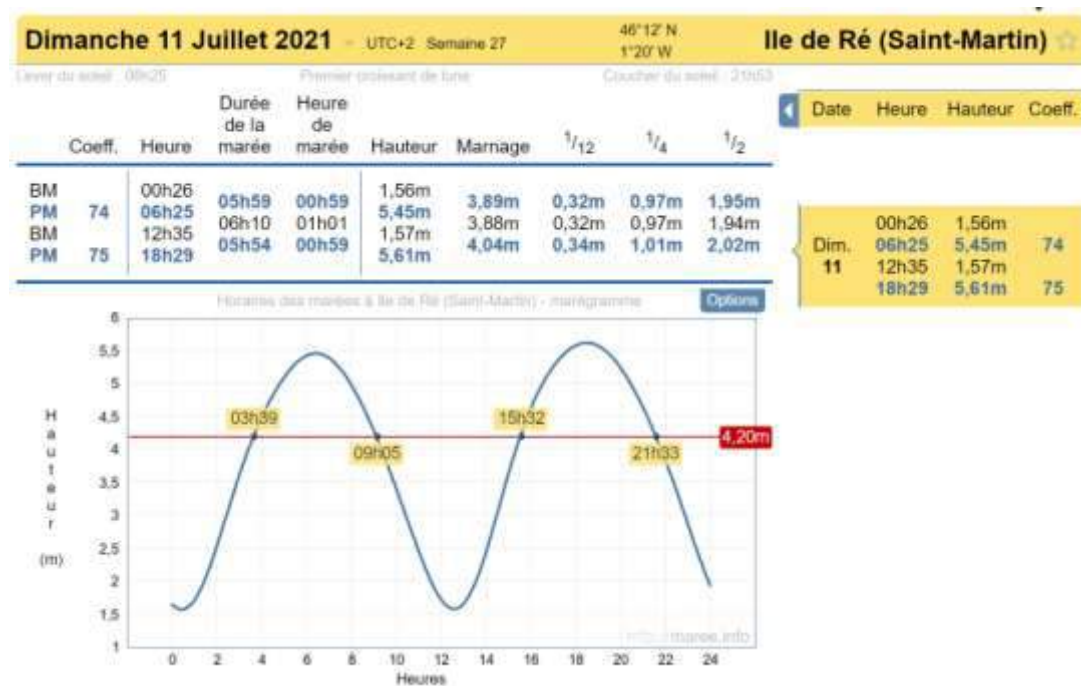 Dimanche 11 Juillet 2021 - UTC+2 Semaine 27 46°12' N
1°20' W
Ile de Ré (Saint-Martin)
Lever du soleil : 06h25 Premier croissant de lune Coucher du soleil : 21h53
Coeff. Heure Durée de la marée Heure de marée Hauteur Marnage 1/12 1/4 1/2
BM 00h26 1,56m
05h59 00h59 3,89m 0,32m 0,97m 1,95m
PM 74 06h25 5,45m
06h10 01h01 3,88m 0,32m 0,97m 1,94m
BM 12h35 1,57m
05h54 00h59 4,04m 0,34m 1,01m 2,02m
PM 75 18h29 5,61m
Date Heure Hauteur Coeff.
00h26 1,56m
Dim. 06h25 5,45m 74
11 12h35 1,57m
18h29 5,61m 75
Horaires des marées à Ile de Ré (Saint-Martin) - marégramme
Options
6
5,5
5
4,5
4
3,5
3
2,5
2
1,5
1
Hauteur
(m)
03h39
09h05
15h32
21h33
4,20m
maree.info
0 2 4 6 8 10 12 14 16 18 20 22 24
Heures